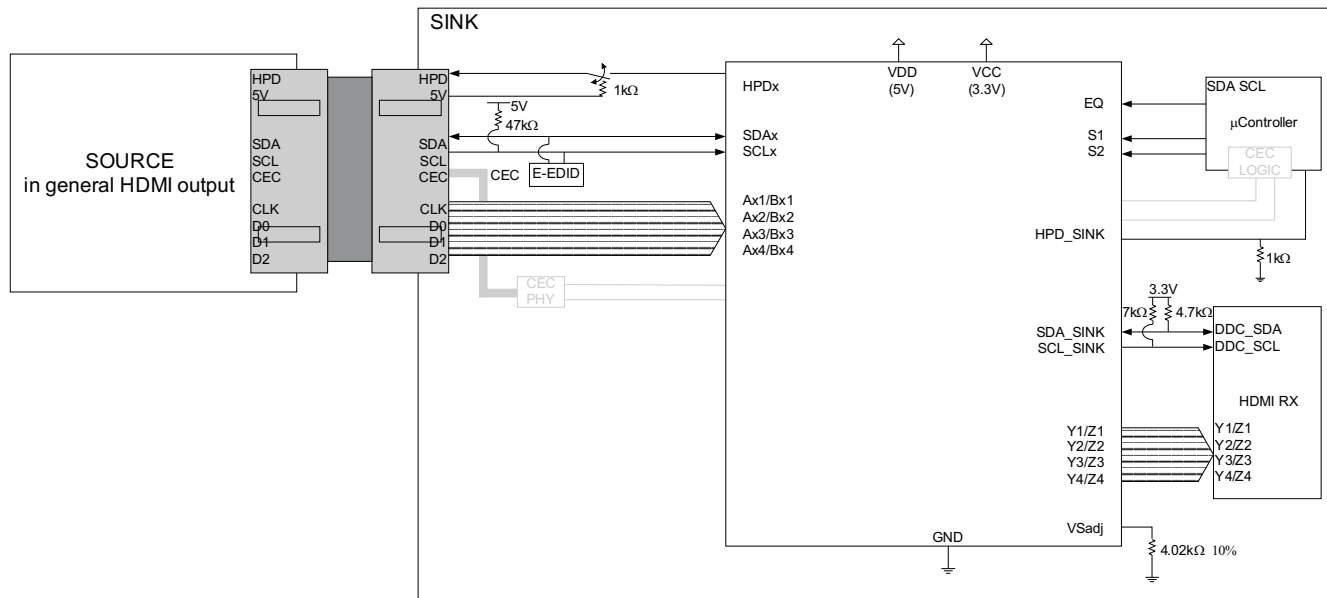 SINK
SOURCE
in general HDMI output
HPD
5V
SDA
SCL
CEC
CLK
D0
D1
D2
HPD
5V
SDA
SCL
CEC
CLK
D0
D1
D2
1kΩ
5V
47kΩ
CEC
E-EDID
CEC
PHY
HPDx
SDAx
SCLx
Ax1/Bx1
Ax2/Bx2
Ax3/Bx3
Ax4/Bx4
VDD
(5V)
VCC
(3.3V)
EQ
S1
S2
HPD_SINK
SDA_SINK
SCL_SINK
Y1/Z1
Y2/Z2
Y3/Z3
Y4/Z4
VSadj
GND
SDA SCL
μController
CEC
LOGIC
1kΩ
3.3V
7kΩ
4.7kΩ
DDC_SDA
DDC_SCL
HDMI RX
Y1/Z1
Y2/Z2
Y3/Z3
Y4/Z4
4.02kΩ 10%